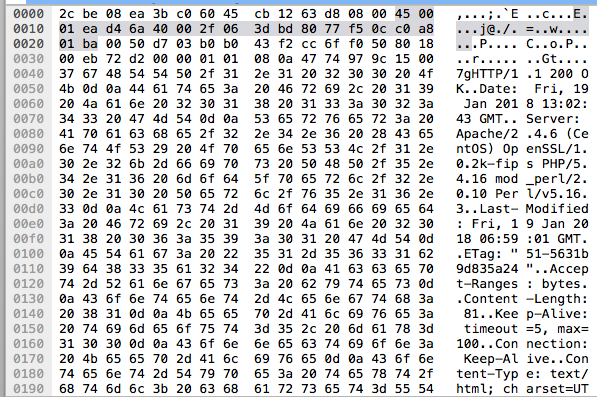 0000 2c be 08 ea 3b c0 60 45 cb 12 63 d8 08 00 45 00 ,...;.`E ..c...E.
0010 01 ea d4 6a 40 00 2f 06 3d bd 80 77 f5 0c c0 a8 ...j@./. =..w....
0020 01 ba 00 50 d7 03 b0 b0 43 f2 cc 6f f0 50 80 18 ...P.... C..o.P..
0030 00 eb d2 72 00 00 01 01 08 0a 47 74 97 9c 15 00 ...r.... ..Gt....
0040 37 67 48 54 54 50 2f 31 2e 31 20 32 30 30 20 4f 7gHTTP/1 .1 200 O
0050 4b 0d 0a 44 61 74 65 3a 20 46 72 69 2c 20 31 39 K..Date: Fri, 19
0060 20 4a 61 6e 20 32 30 31 38 20 31 33 3a 30 32 3a Jan 201 8 13:02:
0070 34 33 20 47 4d 54 0d 0a 53 65 72 76 65 72 3a 20 43 GMT.. Server:
0080 41 70 61 63 68 65 2f 32 2e 34 2e 36 20 28 43 65 Apache/2 .4.6 (Ce
0090 6e 74 4f 53 29 20 4f 70 65 6e 53 53 4c 2f 31 2e ntOS) Op enSSL/1.
00a0 30 2e 32 6b 2d 66 69 70 73 20 50 48 50 2f 35 2e 0.2k-fip s PHP/5.
00b0 34 2e 31 36 20 6d 6f 64 5f 70 65 72 6c 2f 32 2e 4.16 mod _perl/2.
00c0 30 2e 31 30 20 50 65 72 6c 2f 76 35 2e 31 36 2e 0.10 Per l/v5.16.
00d0 33 0d 0a 4c 61 73 74 2d 4d 6f 64 69 66 69 65 64 3..Last- Modified
00e0 3a 20 46 72 69 2c 20 31 39 20 4a 61 6e 20 32 30 : Fri, 1 9 Jan 20
00f0 31 38 20 30 36 3a 35 39 3a 30 31 20 47 4d 54 0d 18 06:59 :01 GMT.
0100 0a 45 54 61 67 3a 20 22 35 31 2d 35 36 33 31 62 .ETag: " 51-5631b
0110 39 64 38 33 35 61 32 34 22 0d 0a 41 63 63 65 70 9d835a24 "..Accep
0120 74 2d 52 61 6e 67 65 73 3a 20 62 79 74 65 73 0d t-Ranges : bytes.
0130 0a 43 6f 6e 74 65 6e 74 2d 4c 65 6e 67 74 68 3a .Content -Length:
0140 20 38 31 0d 0a 4b 65 65 70 2d 41 6c 69 76 65 3a 81..Kee p-Alive:
0150 20 74 69 6d 65 6f 75 74 3d 35 2c 20 6d 61 78 3d timeout =5, max=
0160 31 30 30 0d 0a 43 6f 6e 6e 65 63 74 69 6f 6e 3a 100..Con nection:
0170 20 4b 65 65 70 2d 41 6c 69 76 65 0d 0a 43 6f 6e Keep-Al ive..Con
0180 74 65 6e 74 2d 54 79 70 65 3a 20 74 65 78 74 2f tent-Typ e: text/
0190 68 74 6d 6c 3b 20 63 68 61 72 73 65 74 3d 55 54 html; ch arset=UT